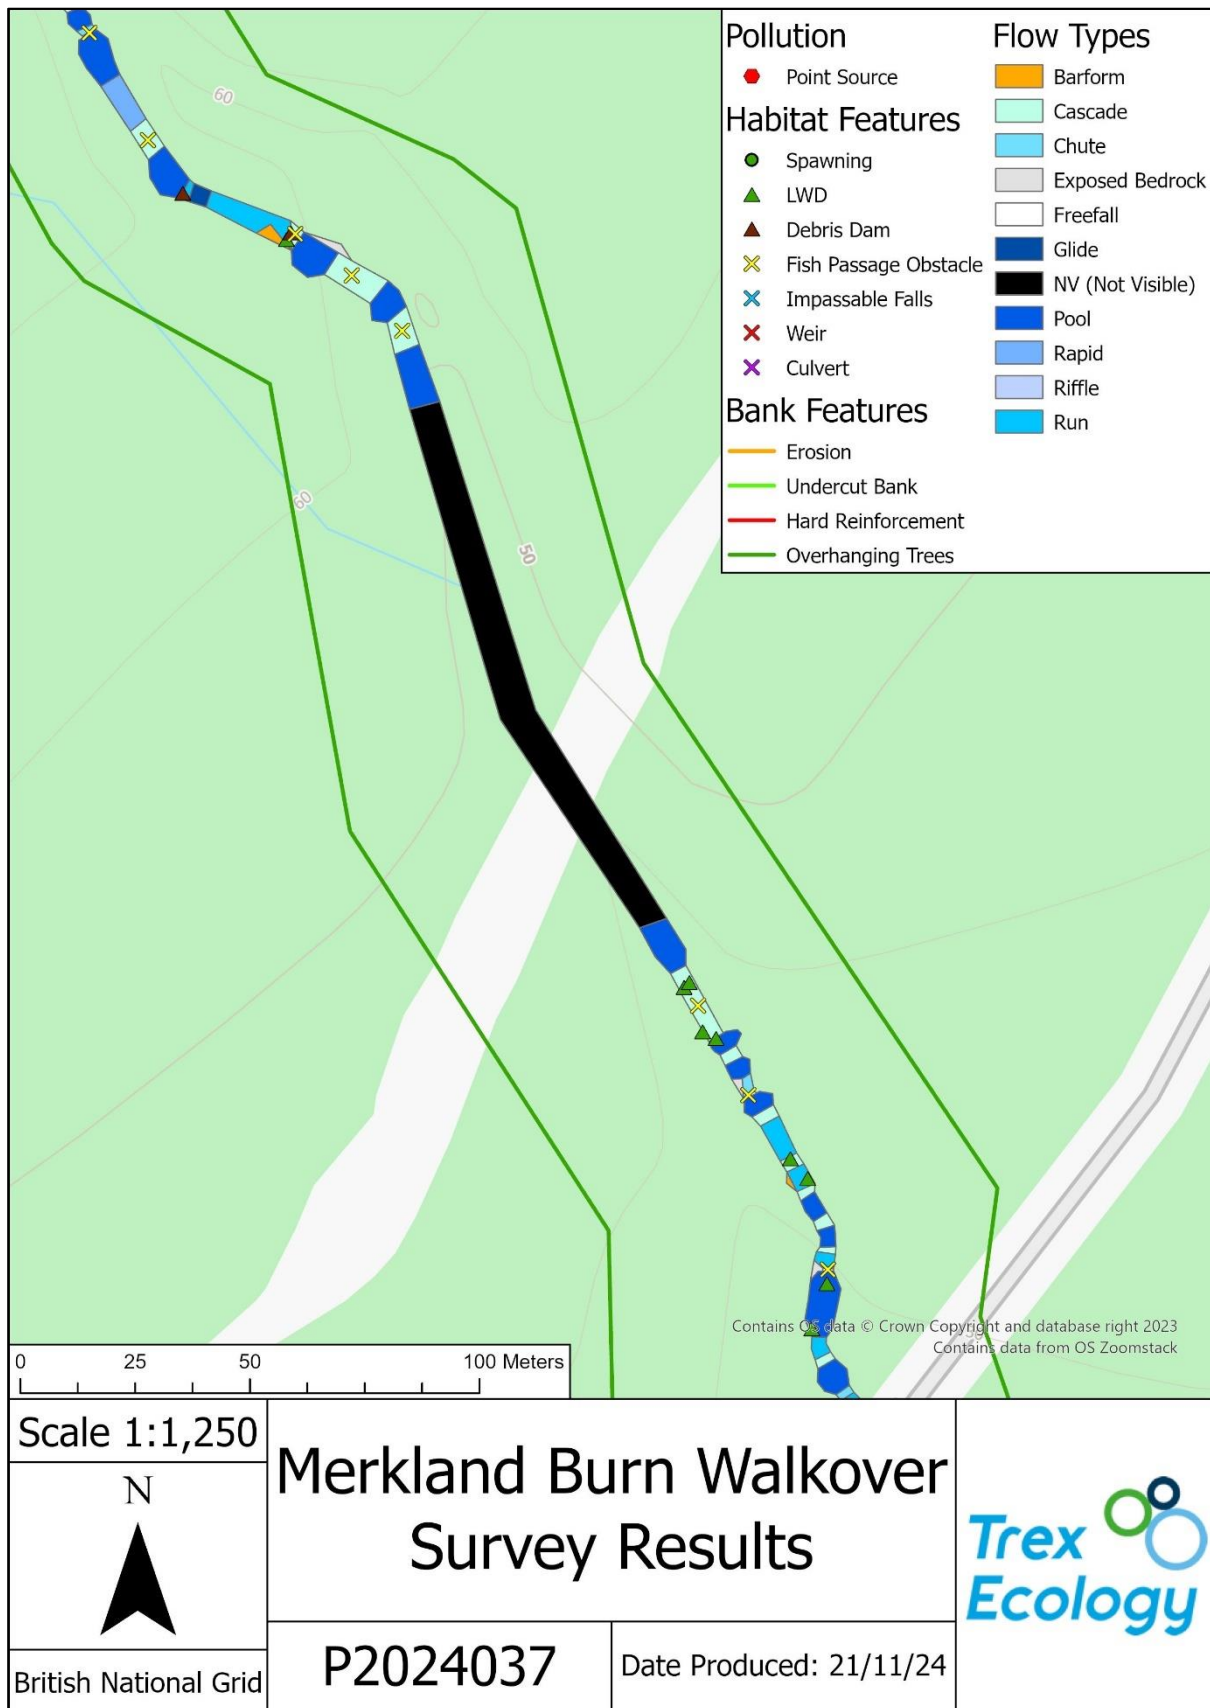 Pollution
Point Source
Habitat Features
Spawning
LWD
Debris Dam
Fish Passage Obstacle
Impassable Falls
Weir
Culvert
Bank Features
Erosion
Undercut Bank
Hard Reinforcement
Overhanging Trees
Flow Types
Barform
Cascade
Chute
Exposed Bedrock
Freefall
Glide
NV (Not Visible)
Pool
Rapid
Riffle
Run
60
60
50
Contains OS data © Crown Copyright and database right 2023
Contains data from OS Zoomstack
0 25 50 100 Meters
Scale 1:1,250
N
British National Grid
Merkland Burn Walkover
Survey Results
P2024037
Date Produced: 21/11/24
Trex
Ecology